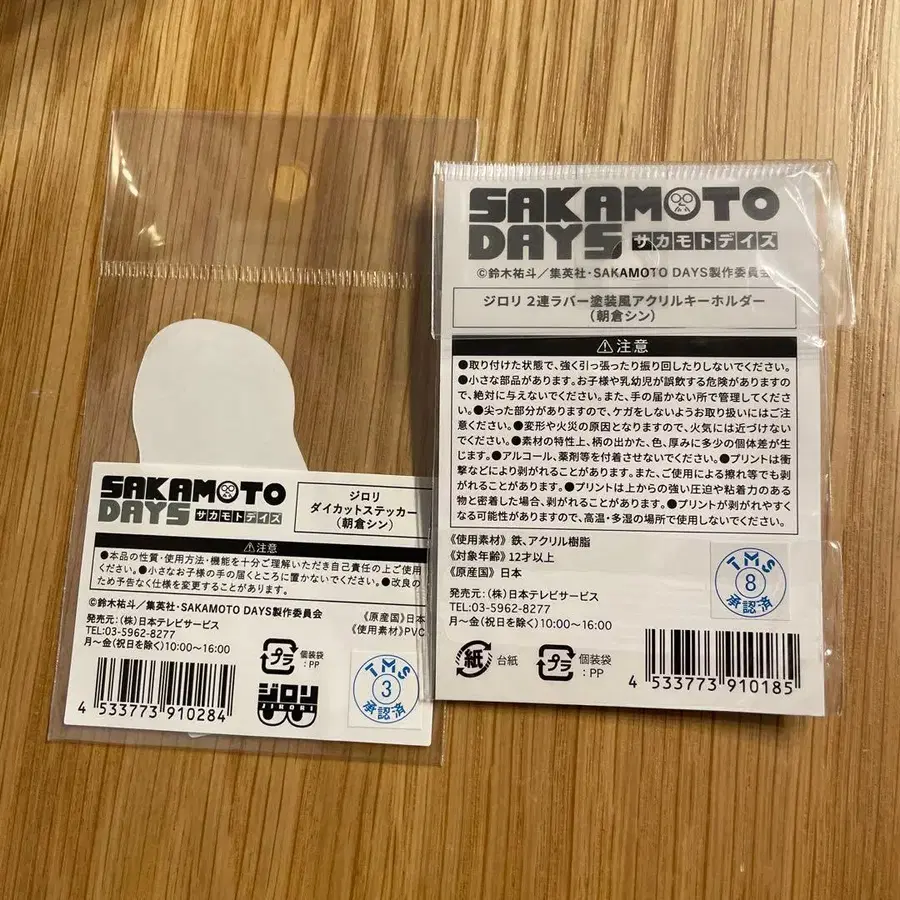 SAKAMOTO
DAYS サカモトデイズ
ジロリ
ダイカットステッカー
(朝倉シン)
⚠注意
●本品の性質・使用方法・機能を十分ご理解いただき自己責任の上ご使用
ください。●小さなお子様の手の届くところに置かないでください。●改良のた
め予告なく仕様を変更することがあります。
©鈴木祐斗/集英社・SAKAMOTO DAYS製作委員会
発売元:(株)日本テレビサービス
TEL:03-5962-8277
月~金(祝日を除く)10:00~16:00
《原産国》日本
《使用素材》PVC
プラ
個装袋
:PP
4 533773 910284
ジロリ
JIRORI
TMS
3
承認済
SAKAMOTO
DAYS サカモトデイズ
©鈴木祐斗/集英社・SAKAMOTO DAYS製作委員会
ジロリ 2連ラバー塗装風アクリルキーホルダー
(朝倉シン)
⚠注意
●取り付けた状態で、強く引っ張ったり振り回したりしないでください。
●小さな部品があります。お子様や乳幼児が誤飲する危険がありますの
で、絶対に与えないでください。また、手の届かない所で管理してくださ
い。●尖った部分がありますので、ケガをしないようお取り扱いにはご注
意ください。●変形や火災の原因となりますので、火気には近づけない
でください。●素材の特性上、柄の出かた、色、厚みに多少の個体差が生
じます。●アルコール、薬剤等を付着させないでください。●プリントは衝
撃などにより剥がれることがあります。また、ご使用による擦れ等でも剥
がれることがあります。●プリントは上からの強い圧迫や粘着力のある
物と密着した場合、剥がれることがあります。●プリントが剥がれやすく
なる可能性がありますので、高温・多湿の場所で使用しないでください。
《使用素材》鉄、アクリル樹脂
《対象年齢》12才以上
《原産国》日本
発売元:(株)日本テレビサービス
TEL:03-5962-8277
月~金(祝日を除く)10:00~16:00
TMS
8
承認済
紙
台紙
プラ
個装袋
:PP
4 533773 910185